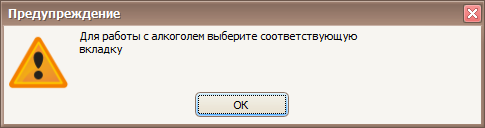 Предупреждение
Для работы с алкоголем выберите соответствующую
вкладку
OK